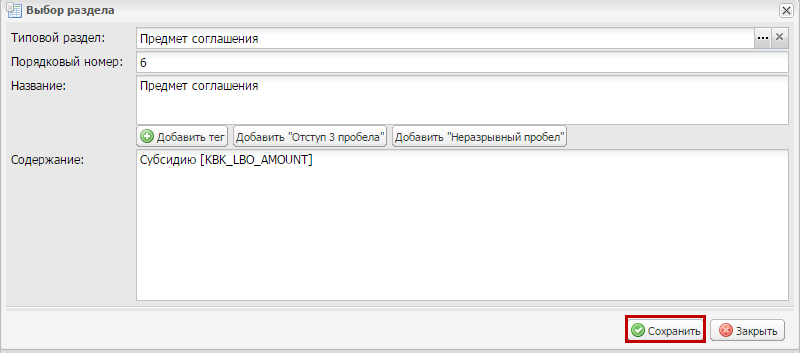 Выбор раздела
Типовой раздел: Предмет соглашения
Порядковый номер: 6
Название: Предмет соглашения
Добавить тег Добавить "Отступ 3 пробела" Добавить "Неразрывный пробел"
Содержание: Субсидию [KBK_LBO_AMOUNT]
Сохранить Закрыть